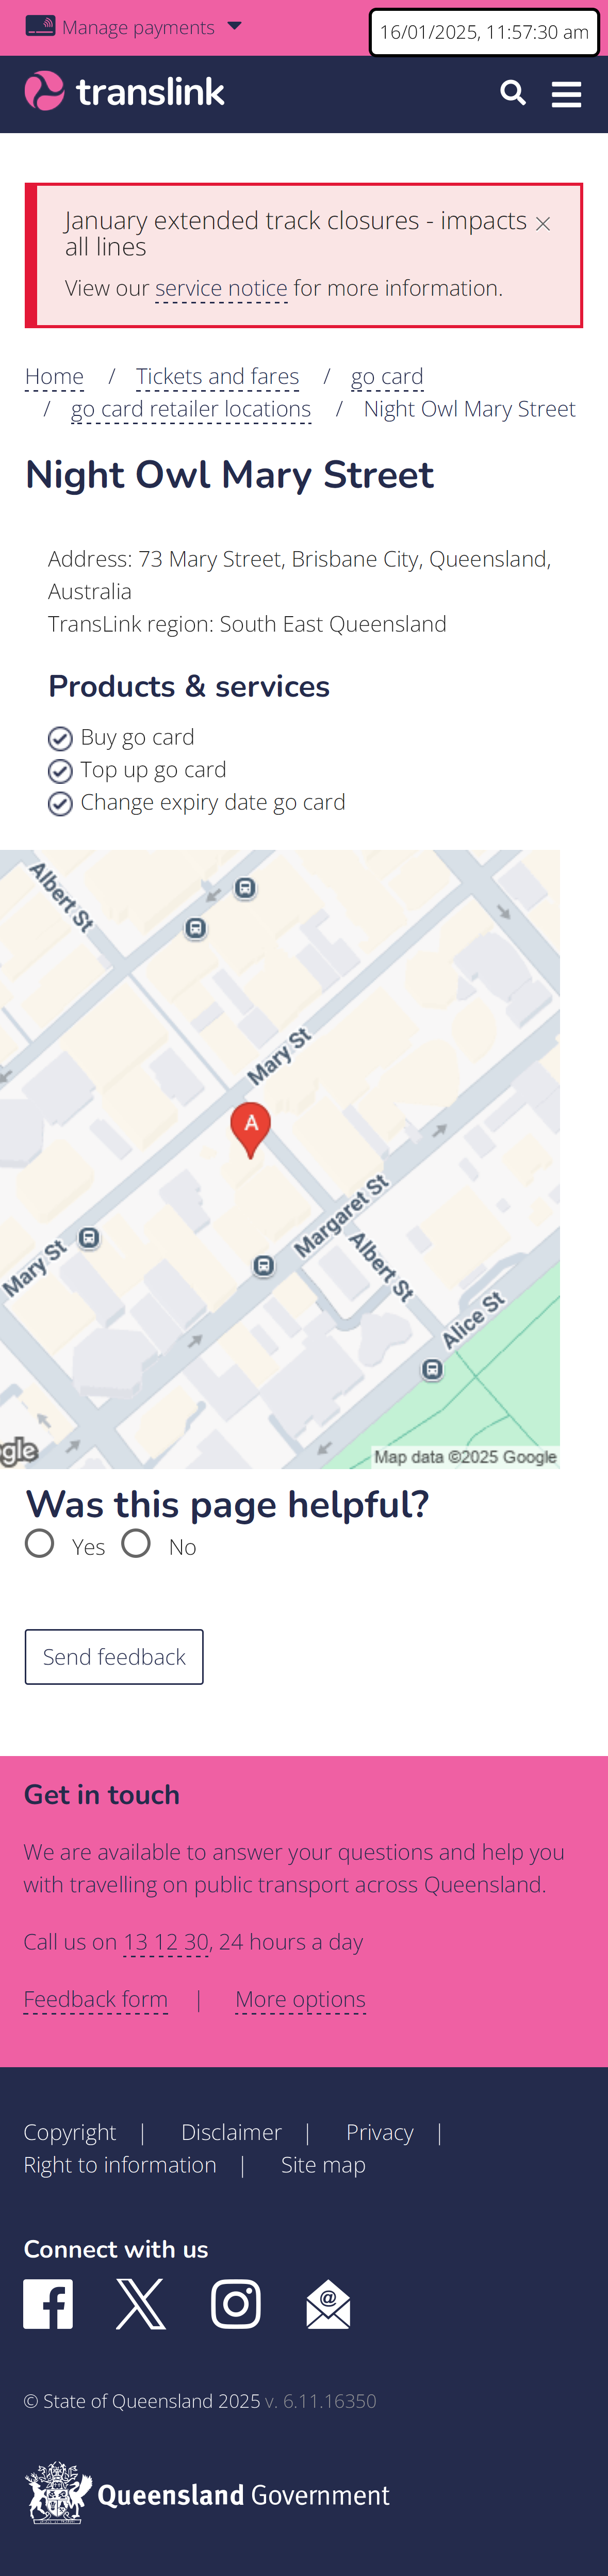 Manage payments
16/01/2025, 11:57:30 am
translink
January extended track closures - impacts
all lines
View our service notice for more information.
Home / Tickets and fares / go card
/ go card retailer locations / Night Owl Mary Street
Night Owl Mary Street
Address: 73 Mary Street, Brisbane City, Queensland,
Australia
TransLink region: South East Queensland
Products & services
Buy go card
Top up go card
Change expiry date go card
Albert St
Mary St
A
Margaret St
Mary St
Albert St
Alice St
gle
Map data ©2025 Google
Was this page helpful?
Yes No
Send feedback
Get in touch
We are available to answer your questions and help you
with travelling on public transport across Queensland.
Call us on 13 12 30, 24 hours a day
Feedback form | More options
Copyright | Disclaimer | Privacy |
Right to information | Site map
Connect with us
@
© State of Queensland 2025 v. 6.11.16350
Queensland Government